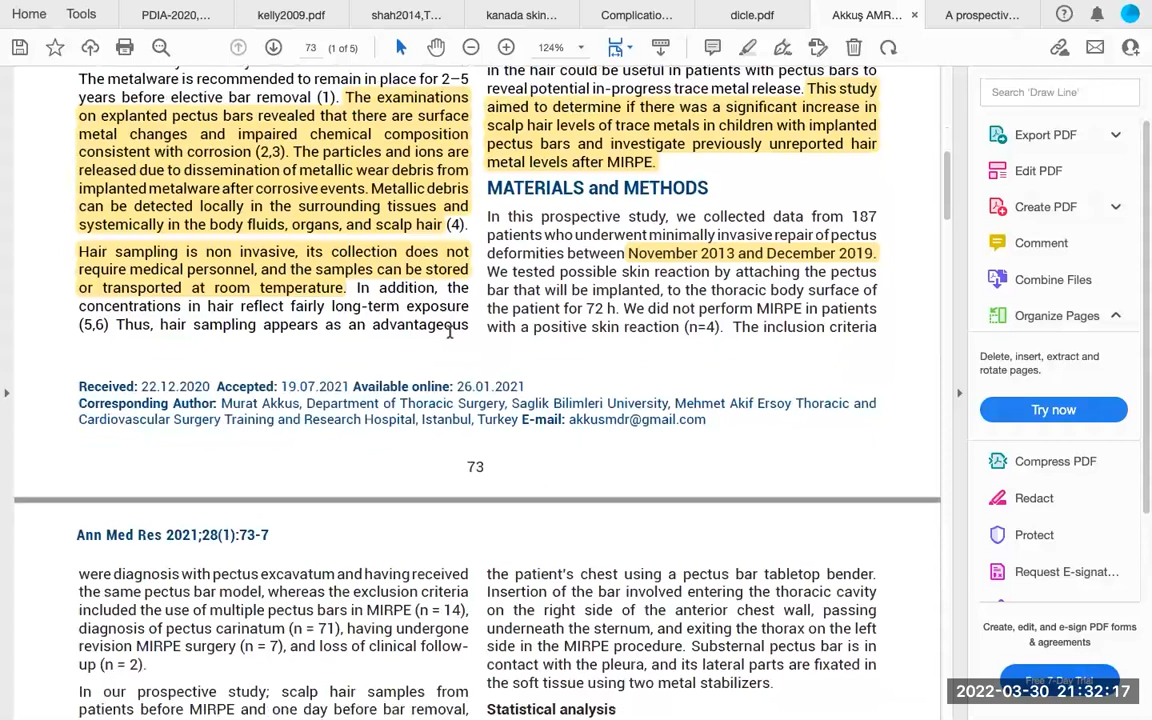 Home
Tools
PDIA-2020,...
kelly2009.pdf
shah2014,T...
kanada skin...
Complicatio...
dicle.pdf
Akkuş AMR...
A prospectiv...
73
(1 of 5)
124%
The metalware is recommended to remain in place for 2–5
years before elective bar removal (1). The examinations
on explanted pectus bars revealed that there are surface
metal changes and impaired chemical composition
consistent with corrosion (2,3). The particles and ions are
released due to dissemination of metallic wear debris from
implanted metalware after corrosive events. Metallic debris
can be detected locally in the surrounding tissues and
systemically in the body fluids, organs, and scalp hair (4).
Hair sampling is non invasive, its collection does not
require medical personnel, and the samples can be stored
or transported at room temperature. In addition, the
concentrations in hair reflect fairly long-term exposure
(5,6) Thus, hair sampling appears as an advantageous
in the hair could be useful in patients with pectus bars to
reveal potential in-progress trace metal release. This study
aimed to determine if there was a significant increase in
scalp hair levels of trace metals in children with implanted
pectus bars and investigate previously unreported hair
metal levels after MIRPE.
MATERIALS and METHODS
In this prospective study, we collected data from 187
patients who underwent minimally invasive repair of pectus
deformities between November 2013 and December 2019.
We tested possible skin reaction by attaching the pectus
bar that will be implanted, to the thoracic body surface of
the patient for 72 h. We did not perform MIRPE in patients
with a positive skin reaction (n=4). The inclusion criteria
Received: 22.12.2020 Accepted: 19.07.2021 Available online: 26.01.2021
Corresponding Author: Murat Akkus, Department of Thoracic Surgery, Saglik Bilimleri University, Mehmet Akif Ersoy Thoracic and
Cardiovascular Surgery Training and Research Hospital, Istanbul, Turkey E-mail: akkusmdr@gmail.com
73
Ann Med Res 2021;28(1):73-7
were diagnosis with pectus excavatum and having received
the same pectus bar model, whereas the exclusion criteria
included the use of multiple pectus bars in MIRPE (n = 14),
diagnosis of pectus carinatum (n = 71), having undergone
revision MIRPE surgery (n = 7), and loss of clinical follow-
up (n = 2).
In our prospective study; scalp hair samples from
patients before MIRPE and one day before bar removal,
the patient's chest using a pectus bar tabletop bender.
Insertion of the bar involved entering the thoracic cavity
on the right side of the anterior chest wall, passing
underneath the sternum, and exiting the thorax on the left
side in the MIRPE procedure. Substernal pectus bar is in
contact with the pleura, and its lateral parts are fixated in
the soft tissue using two metal stabilizers.
Statistical analysis
Search 'Draw Line'
Export PDF
Edit PDF
Create PDF
Comment
Combine Files
Organize Pages
Delete, insert, extract and
rotate pages.
Try now
Compress PDF
Redact
Protect
Request E-signat...
Create, edit, and e-sign PDF forms
& agreements
Free 7-Day Trial
2022-03-30 21:32:17